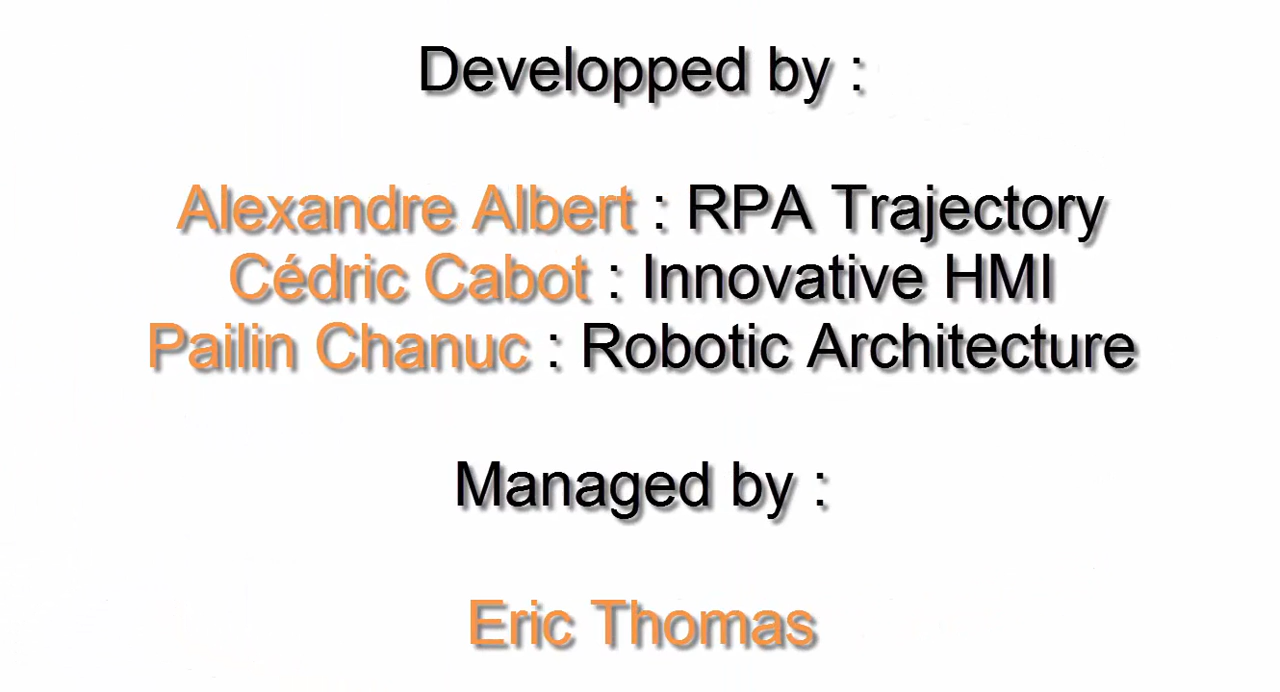 Developped by :
Alexandre Albert : RPA Trajectory
Cédric Cabot : Innovative HMI
Pailin Chanuc : Robotic Architecture
Managed by :
Eric Thomas